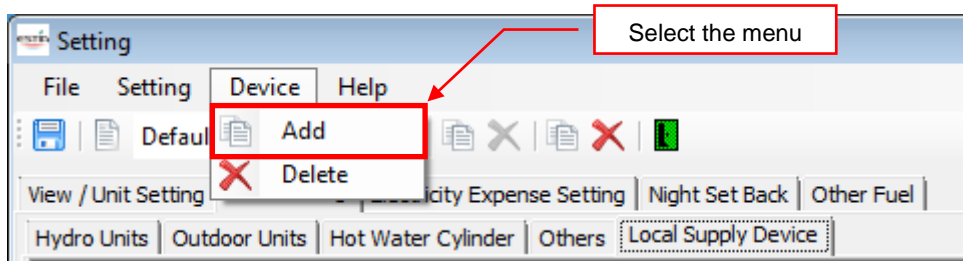 Select the menu
Setting
File Setting Device Help
Defaul
Add
Delete
View / Unit Setting Expense Setting Night Set Back Other Fuel
Hydro Units Outdoor Units Hot Water Cylinder Others Local Supply Device